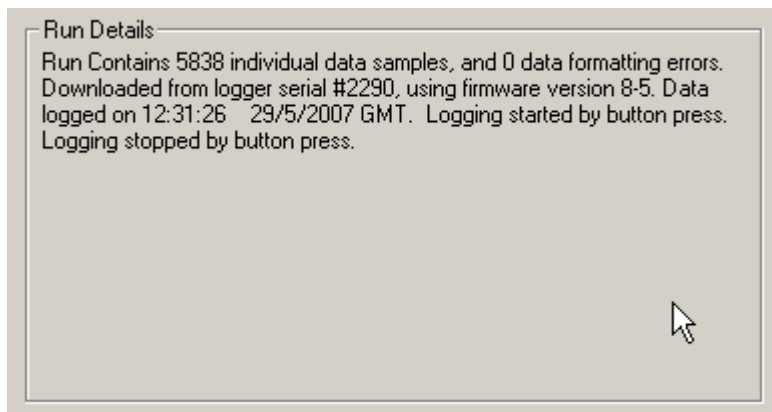 Run Details
Run Contains 5838 individual data samples, and 0 data formatting errors.
Downloaded from logger serial #2290, using firmware version 8-5. Data
logged on 12:31:26    29/5/2007 GMT.  Logging started by button press.
Logging stopped by button press.